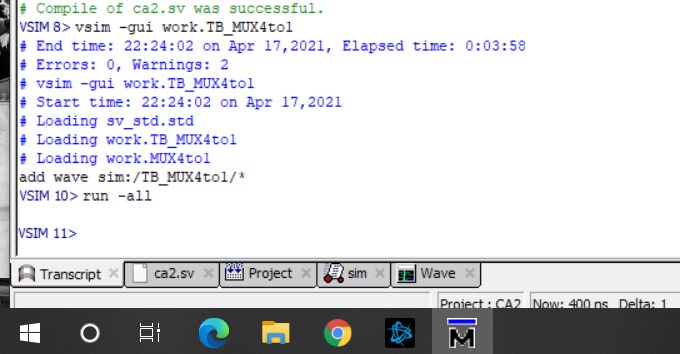 # Compile of ca2.sv was successful.
VSIM 8> vsim -gui work.TB_MUX4to1
# End time: 22:24:02 on Apr 17,2021, Elapsed time: 0:03:58
# Errors: 0, Warnings: 2
# vsim -gui work.TB_MUX4to1
# Start time: 22:24:02 on Apr 17,2021
# Loading sv_std.std
# Loading work.TB_MUX4to1
# Loading work.MUX4to1
add wave sim:/TB_MUX4to1/*
VSIM 10> run -all
VSIM 11>
Transcript ca2.sv Project sim Wave
Project : CA2 Now: 400 ns Delta: 1